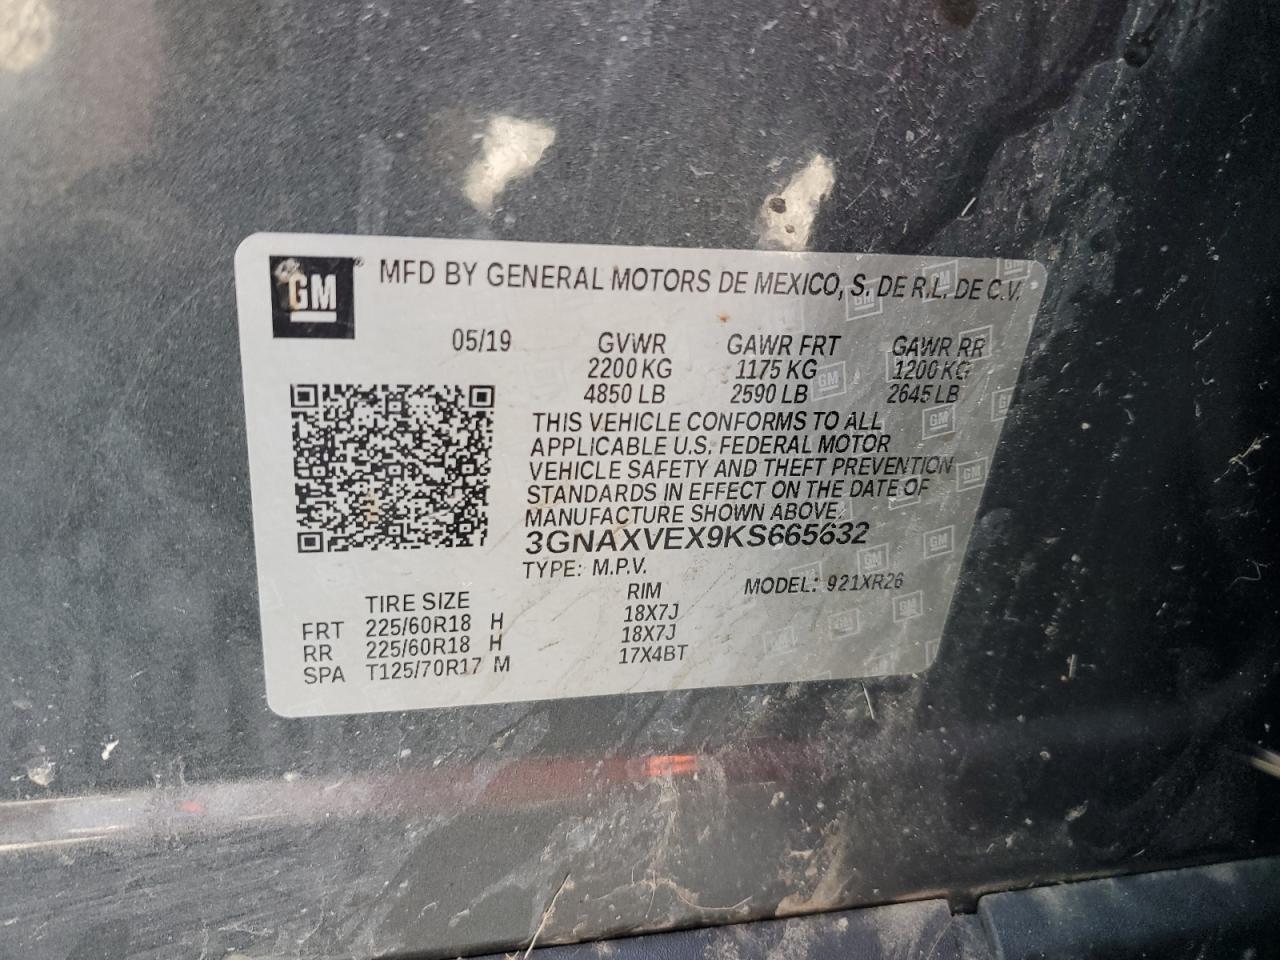 GM® MFD BY GENERAL MOTORS DE MEXICO, S. DE R.L. DE C.V.
05/19 GVWR GAWR FRT GAWR RR
2200 KG 1175 KG 1200 KG
4850 LB 2590 LB 2645 LB
THIS VEHICLE CONFORMS TO ALL
APPLICABLE U.S. FEDERAL MOTOR
VEHICLE SAFETY AND THEFT PREVENTION
STANDARDS IN EFFECT ON THE DATE OF
MANUFACTURE SHOWN ABOVE.
3GNAXVEX9KS665632
TYPE: M.P.V. MODEL: 921XR26
TIRE SIZE RIM
FRT 225/60R18 H 18X7J
RR 225/60R18 H 18X7J
SPA T125/70R17 M 17X4BT